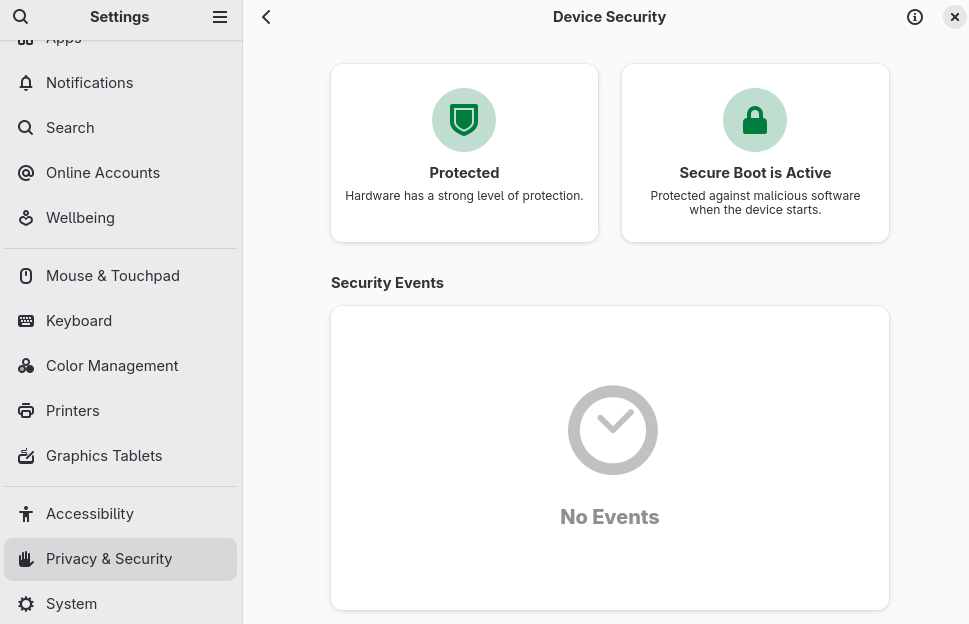 Settings
Apps
Notifications
Search
Online Accounts
Wellbeing
Mouse & Touchpad
Keyboard
Color Management
Printers
Graphics Tablets
Accessibility
Privacy & Security
System
Device Security
Protected
Hardware has a strong level of protection.
Secure Boot is Active
Protected against malicious software
when the device starts.
Security Events
No Events